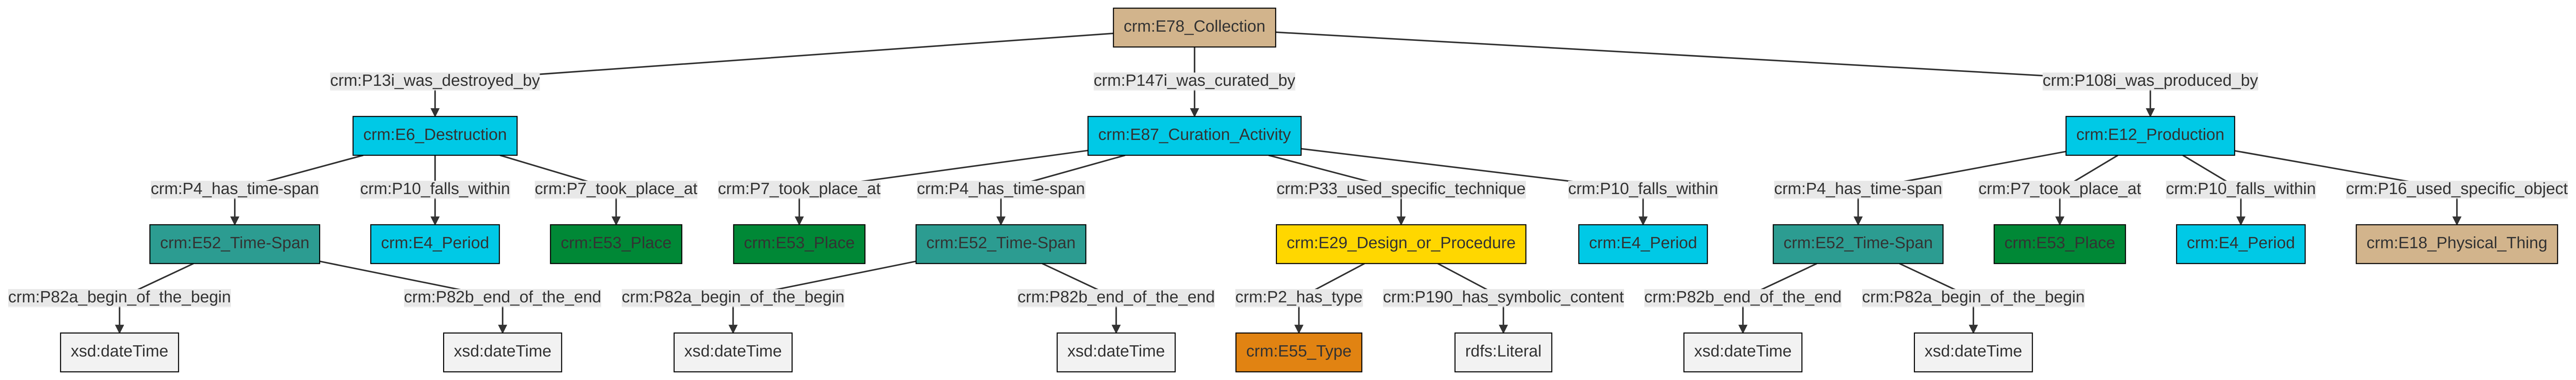 crm:E78_Collection
crm:P13i_was_destroyed_by
crm:P147i_was_curated_by
crm:P108i_was_produced_by
crm:E6_Destruction
crm:E87_Curation_Activity
crm:E12_Production
crm:P4_has_time-span
crm:P10_falls_within
crm:P7_took_place_at
crm:P7_took_place_at
crm:P4_has_time-span
crm:P33_used_specific_technique
crm:P10_falls_within
crm:P4_has_time-span
crm:P7_took_place_at
crm:P10_falls_within
crm:P16_used_specific_object
crm:E52_Time-Span
crm:E4_Period
crm:E53_Place
crm:E53_Place
crm:E52_Time-Span
crm:E29_Design_or_Procedure
crm:E4_Period
crm:E52_Time-Span
crm:E53_Place
crm:E4_Period
crm:E18_Physical_Thing
crm:P82a_begin_of_the_begin
crm:P82b_end_of_the_end
crm:P82a_begin_of_the_begin
crm:P82b_end_of_the_end
crm:P2_has_type
crm:P190_has_symbolic_content
crm:P82b_end_of_the_end
crm:P82a_begin_of_the_begin
xsd:dateTime
xsd:dateTime
xsd:dateTime
xsd:dateTime
crm:E55_Type
rdfs:Literal
xsd:dateTime
xsd:dateTime